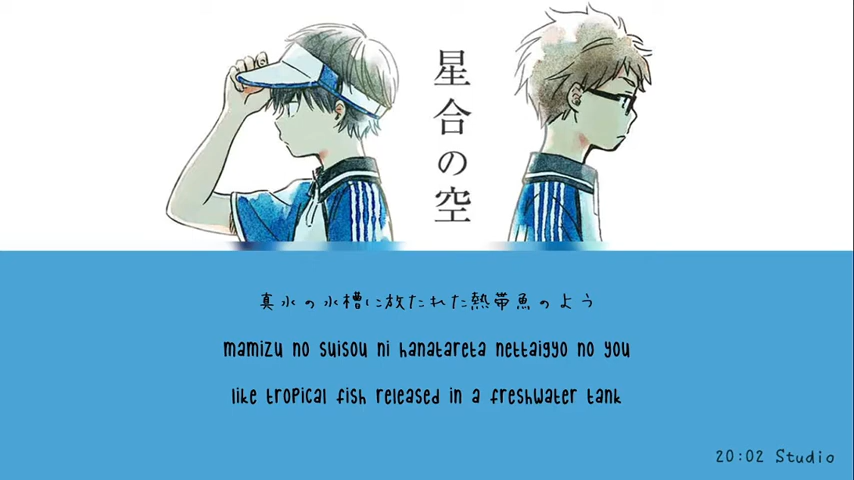 星合の空
真水の水槽に放たれた熱帯魚のよう
mamizu no suisou ni hanatareta nettaigyo no you
like tropical fish released in a freshwater tank
20:02 Studio